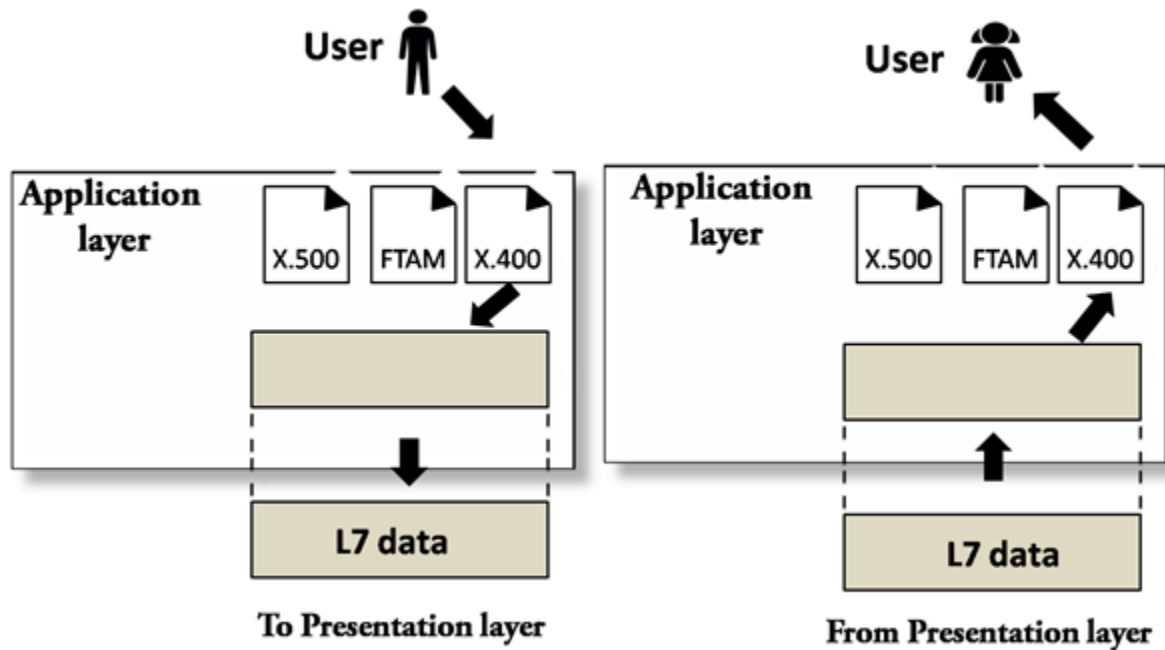 User
User
Application
layer
X.500
FTAM
X.400
Application
layer
X.500
FTAM
X.400
L7 data
L7 data
To Presentation layer
From Presentation layer